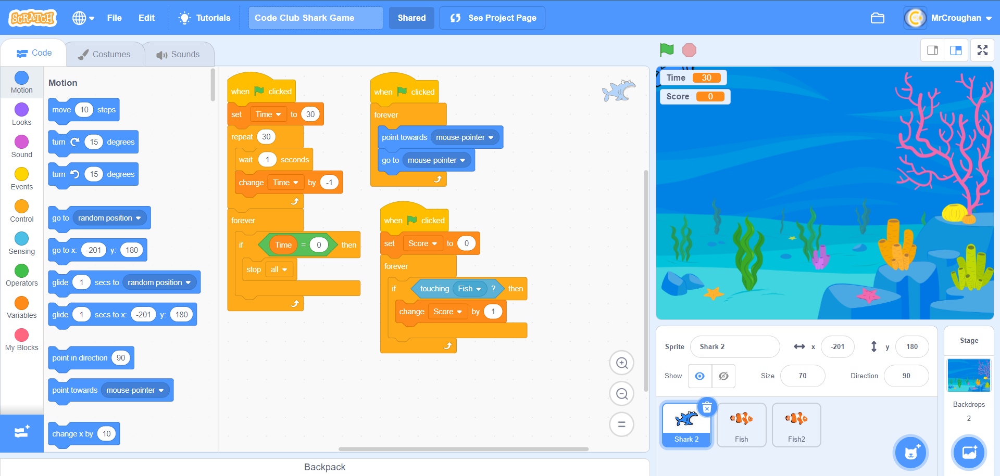 SCRATCH
File
Edit
Tutorials
Code Club Shark Game
Shared
See Project Page
MrCroughan
Code
Costumes
Sounds
Motion
Looks
Sound
Events
Control
Sensing
Operators
Variables
My Blocks
Motion
move 10 steps
turn 15 degrees
turn 15 degrees
go to random position
go to x: -201 y: 180
glide 1 secs to random position
glide 1 secs to x: -201 y: 180
point in direction 90
point towards mouse-pointer
change x by 10
when clicked
set Time to 30
repeat 30
wait 1 seconds
change Time by -1
forever
if Time = 0 then
stop all
when clicked
forever
point towards mouse-pointer
go to mouse-pointer
when clicked
set Score to 0
forever
if touching Fish ? then
change Score by 1
=
Backpack
Time 30
Score 0
Sprite Shark 2 x -201 y 180
Show Size 70 Direction 90
Shark 2
Fish
Fish2
Stage
Backdrops
2